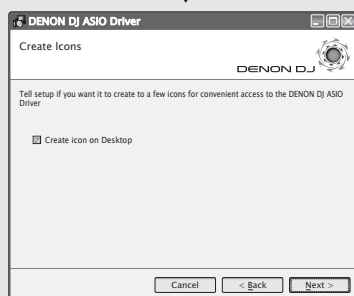 DENON DJ ASIO Driver
Create Icons
DENON DJ
Tell setup if you want it to create to a few icons for convenient access to the DENON DJ ASIO
Driver
Create icon on Desktop
Cancel
< Back
Next >